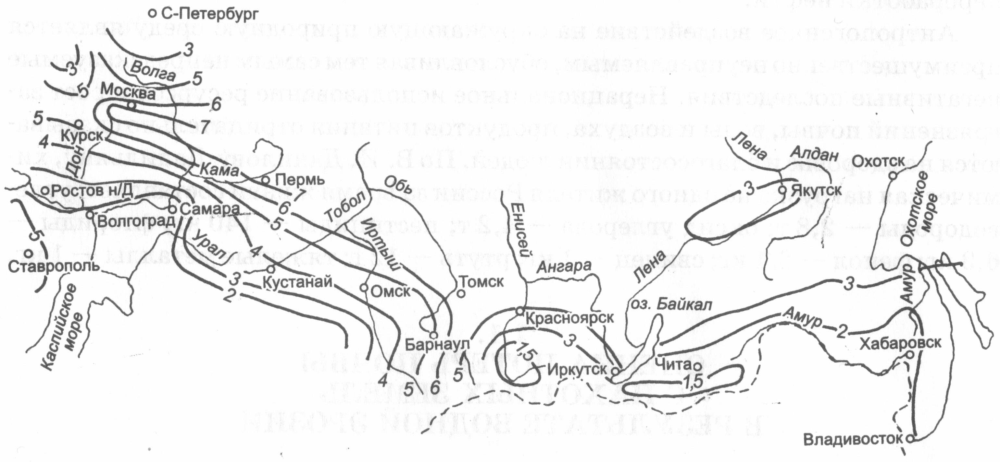 С-Петербург
3
3
Волга
5
5
Москва
6
5
7
Курск
4
Дон
Кама
Пермь
7
Ростов н/Д
6
Самара
5
Волгоград
Урал
4
5
Ставрополь
3
2
Кустанай
Каспийское
море
Тобол
Обь
Иртыш
Омск
Томск
Барнаул
4
5
6
5
Енисей
Ангара
Красноярск
3
1,5
Иркутск
Лена
Алдан
Охотск
3
Якутск
Охотское
море
Лена
оз. Байкал
3
Амур
Амур
2
Хабаровск
Чита
1,5
Владивосток